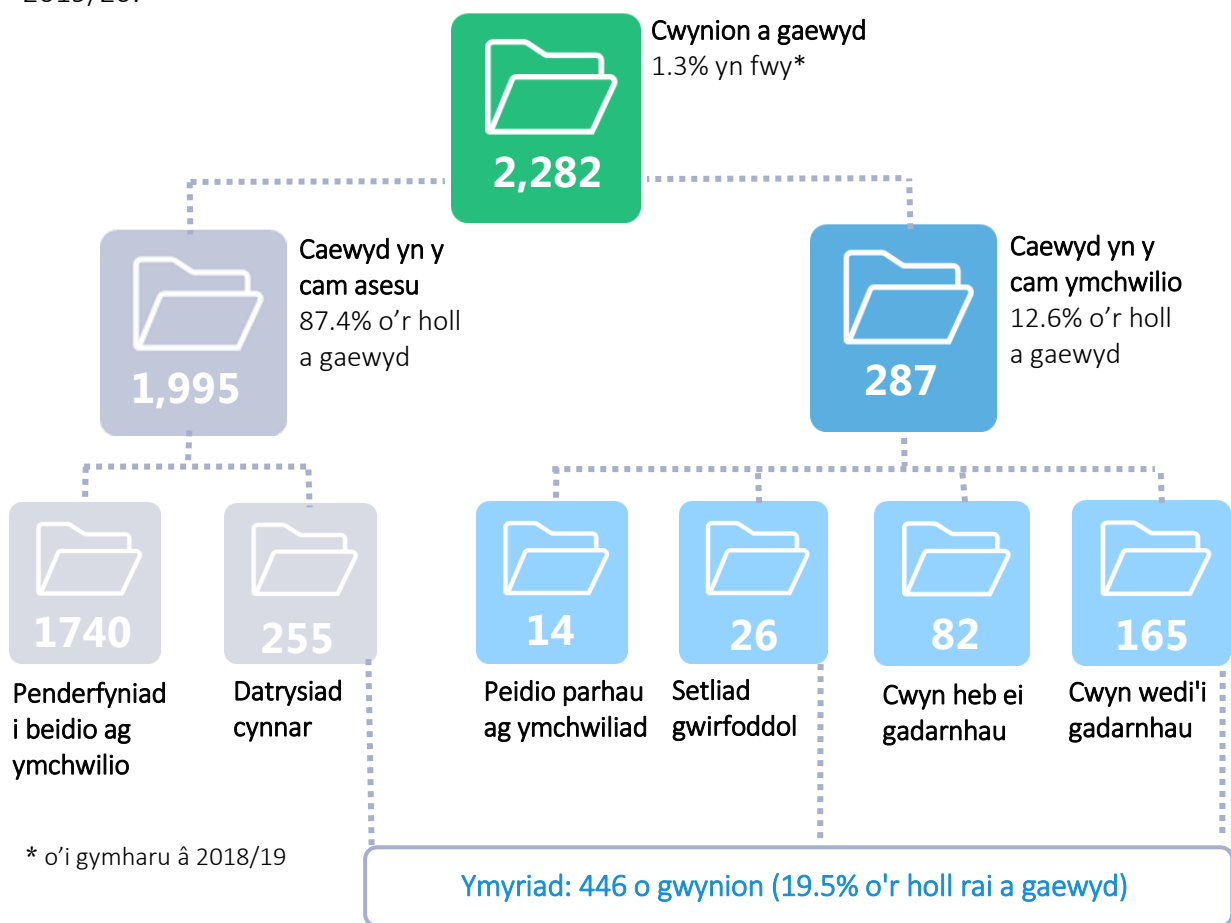 Cwynion a gaewyd
1.3% yn fwy*
2,282
Caewyd yn y
cam asesu
87.4% o’r holl
a gaewyd
1,995
Caewyd yn y
cam ymchwilio
12.6% o’r holl
a gaewyd
287
1740
Penderfyniad
i beidio ag
ymchwilio
255
Datrysiad
cynnar
14
Peidio parhau
ag ymchwiliad
26
Setliad
gwirfoddol
82
Cwyn heb ei
gadarnhau
165
Cwyn wedi'i
gadarnhau
* o’i gymharu â 2018/19
Ymyriad: 446 o gwynion (19.5% o'r holl rai a gaewyd)